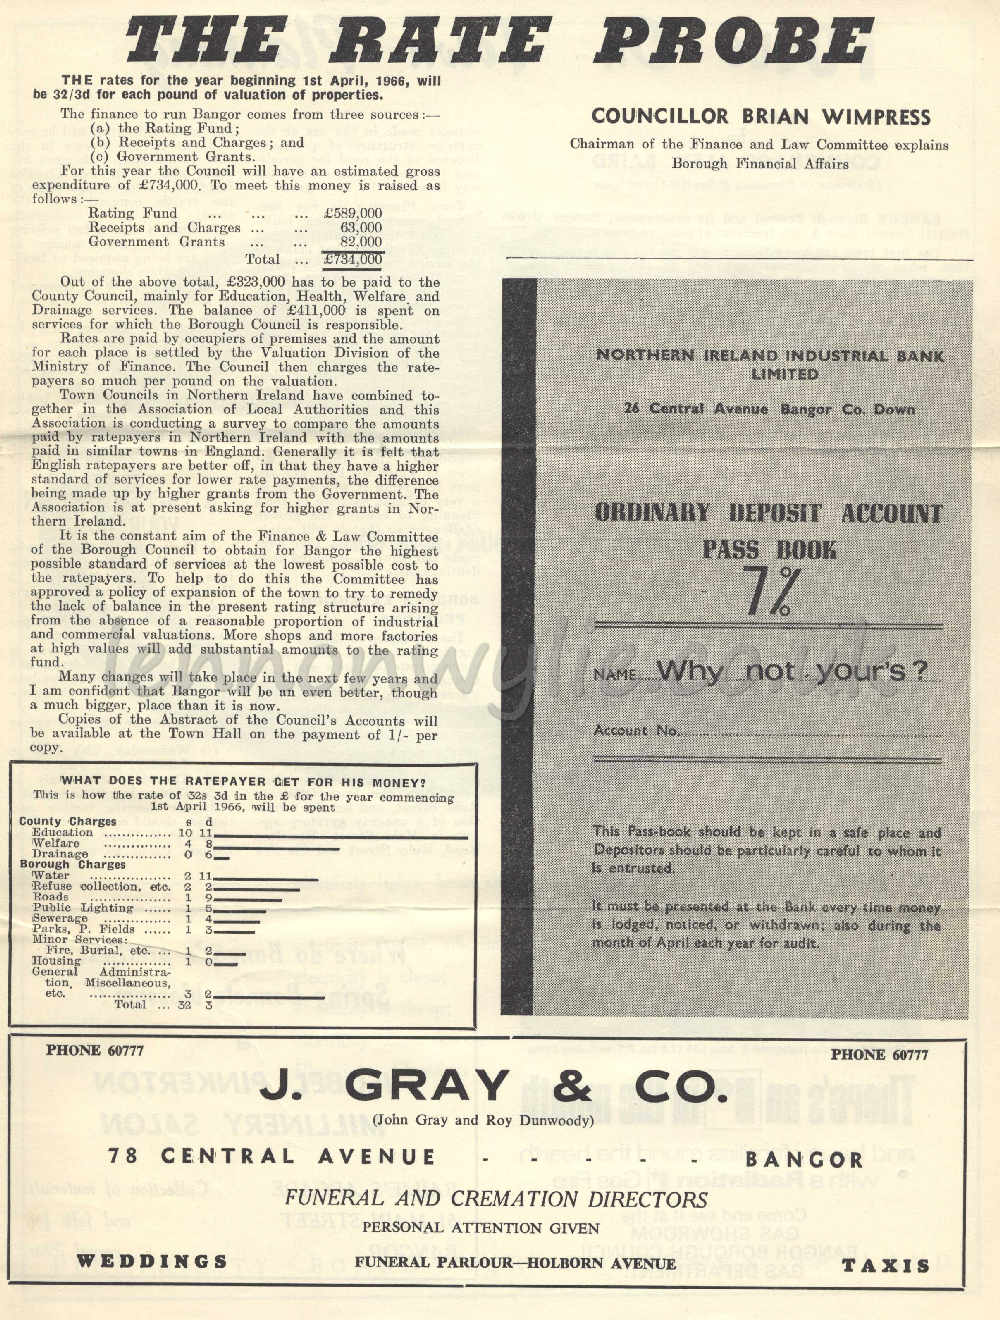 THE RATE PROBE
THE rates for the year beginning 1st April, 1966, will
be 32/3d for each pound of valuation of properties.
The finance to run Bangor comes from three sources:—
(a) the Rating Fund;
(b) Receipts and Charges; and
(c) Government Grants.
For this year the Council will have an estimated gross
expenditure of £734,000. To meet this money is raised as
follows:—
Rating Fund ... ... ... £589,000
Receipts and Charges ... ... 63,000
Government Grants ... ... 82,000
Total ... £734,000
Out of the above total, £323,000 has to be paid to the
County Council, mainly for Education, Health, Welfare and
Drainage services. The balance of £411,000 is spent on
services for which the Borough Council is responsible.
Rates are paid by occupiers of premises and the amount
for each place is settled by the Valuation Division of the
Ministry of Finance. The Council then charges the rate-
payers so much per pound on the valuation.
Town Councils in Northern Ireland have combined to-
gether in the Association of Local Authorities and this
Association is conducting a survey to compare the amounts
paid by ratepayers in Northern Ireland with the amounts
paid in similar towns in England. Generally it is felt that
English ratepayers are better off, in that they have a higher
standard of services for lower rate payments, the difference
being made up by higher grants from the Government. The
Association is at present asking for higher grants in Nor-
thern Ireland.
It is the constant aim of the Finance & Law Committee
of the Borough Council to obtain for Bangor the highest
possible standard of services at the lowest possible cost to
the ratepayers. To help to do this the Committee has
approved a policy of expansion of the town to try to remedy
the lack of balance in the present rating structure arising
from the absence of a reasonable proportion of industrial
and commercial valuations. More shops and more factories
at high values will add substantial amounts to the rating
fund.
Many changes will take place in the next few years and
I am confident that Bangor will be an even better, though
a much bigger, place than it is now.
Copies of the Abstract of the Council's Accounts will
be available at the Town Hall on the payment of 1/- per
copy.
WHAT DOES THE RATEPAYER GET FOR HIS MONEY?
This is how the rate of 32s 3d in the £ for the year commencing
1st April 1966, will be spent
County Charges s d
Education ............. 10 11
Welfare ............. 4 8
Drainage ............. 0 6
Borough Charges
Water ............... 2 11
Refuse collection, etc. 2 2
Roads ............... 1 9
Public Lighting ...... 1 5
Sewerage ............ 1 4
Parks, P. Fields ...... 1 3
Minor Services:
Fire, Burial, etc. ... 1 2
Housing ............. 1 0
General Administra-
tion, Miscellaneous,
etc. ................ 3 2
Total ... 32 3
COUNCILLOR BRIAN WIMPRESS
Chairman of the Finance and Law Committee explains
Borough Financial Affairs
NORTHERN IRELAND INDUSTRIAL BANK
LIMITED
26 Central Avenue Bangor Co. Down
ORDINARY DEPOSIT ACCOUNT
PASS BOOK
7%
NAME....Why not your's?
Account No.
This Pass-book should be kept in a safe place and
Depositors should be particularly careful to whom it
is entrusted.
It must be presented at the Bank every time money
is lodged, noticed, or withdrawn; also during the
month of April each year for audit.
lennonwylie.co.uk
PHONE 60777 PHONE 60777
J. GRAY & CO.
(John Gray and Roy Dunwoody)
78 CENTRAL AVENUE - - - BANGOR
FUNERAL AND CREMATION DIRECTORS
PERSONAL ATTENTION GIVEN
WEDDINGS FUNERAL PARLOUR—HOLBORN AVENUE TAXIS